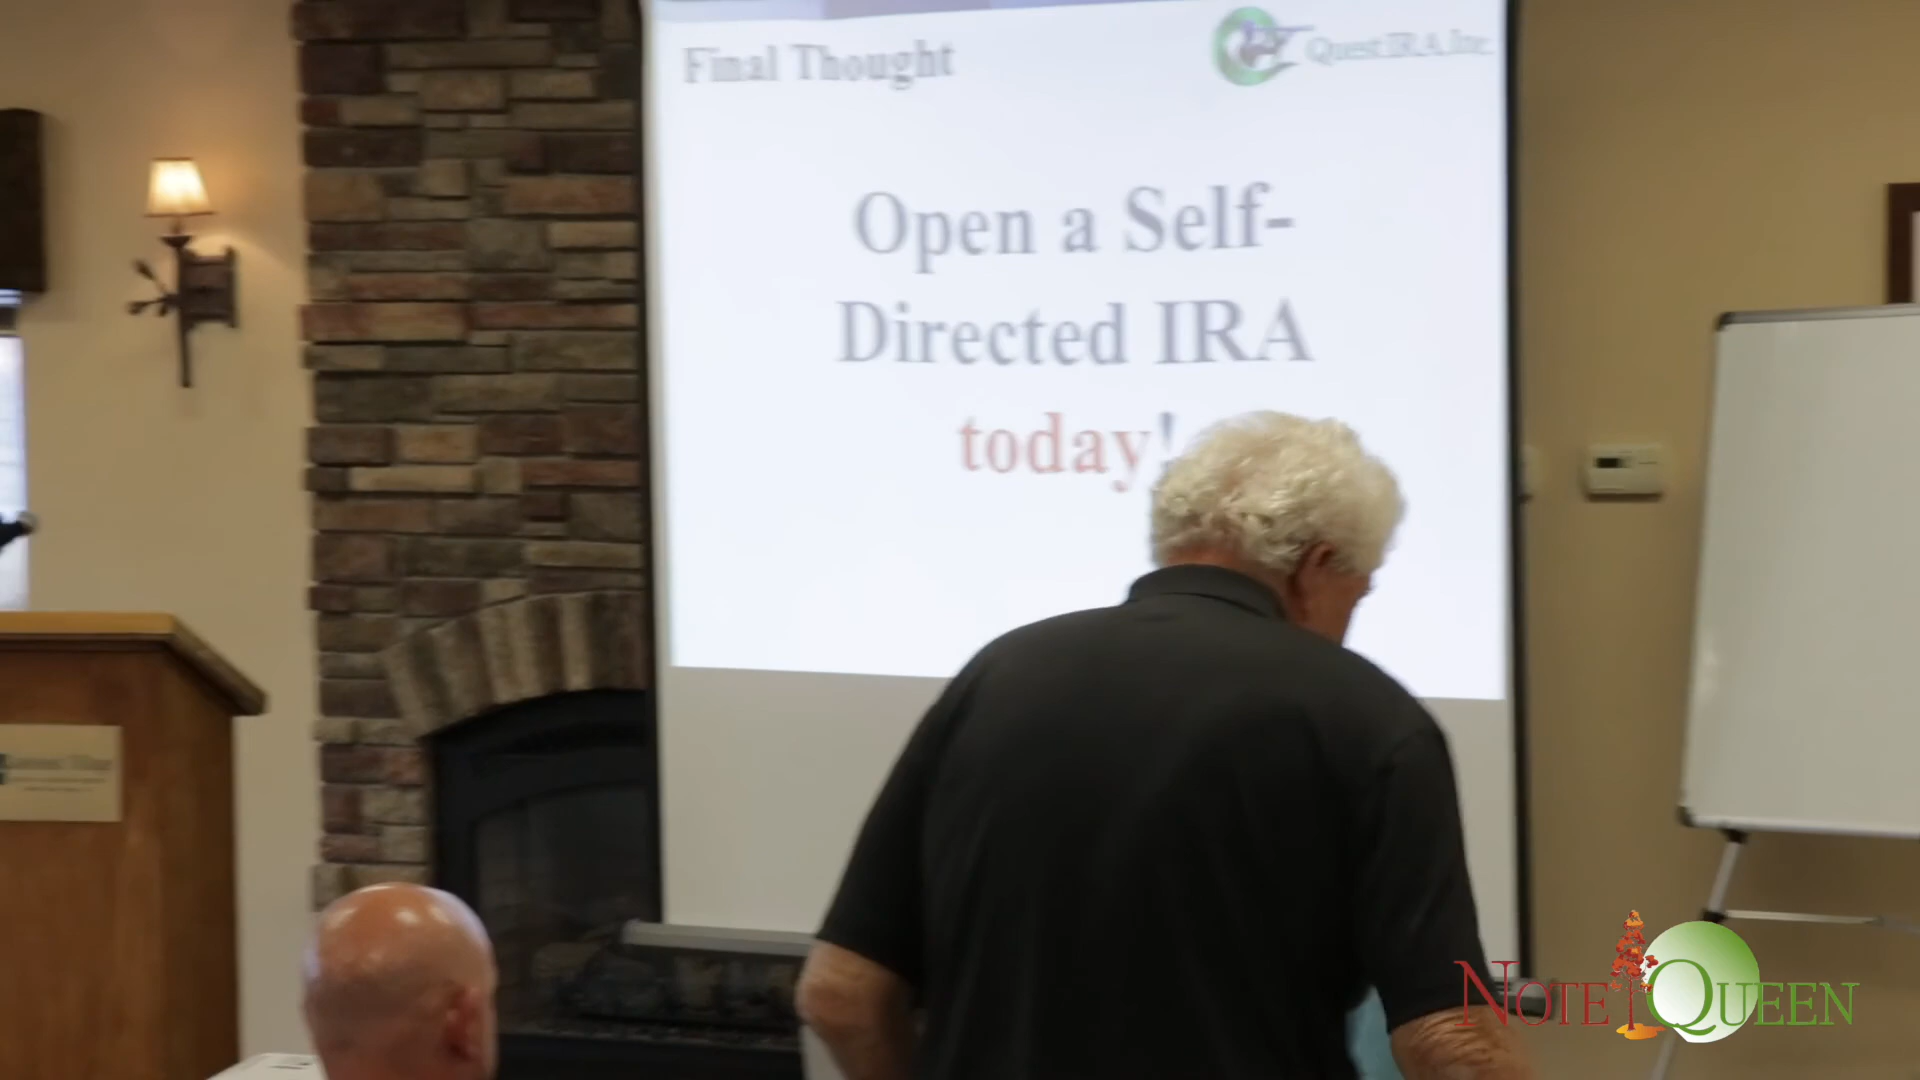 Final Thought
Quest IRA, Inc.
Open a Self-
Directed IRA
today!
NOTE QUEEN